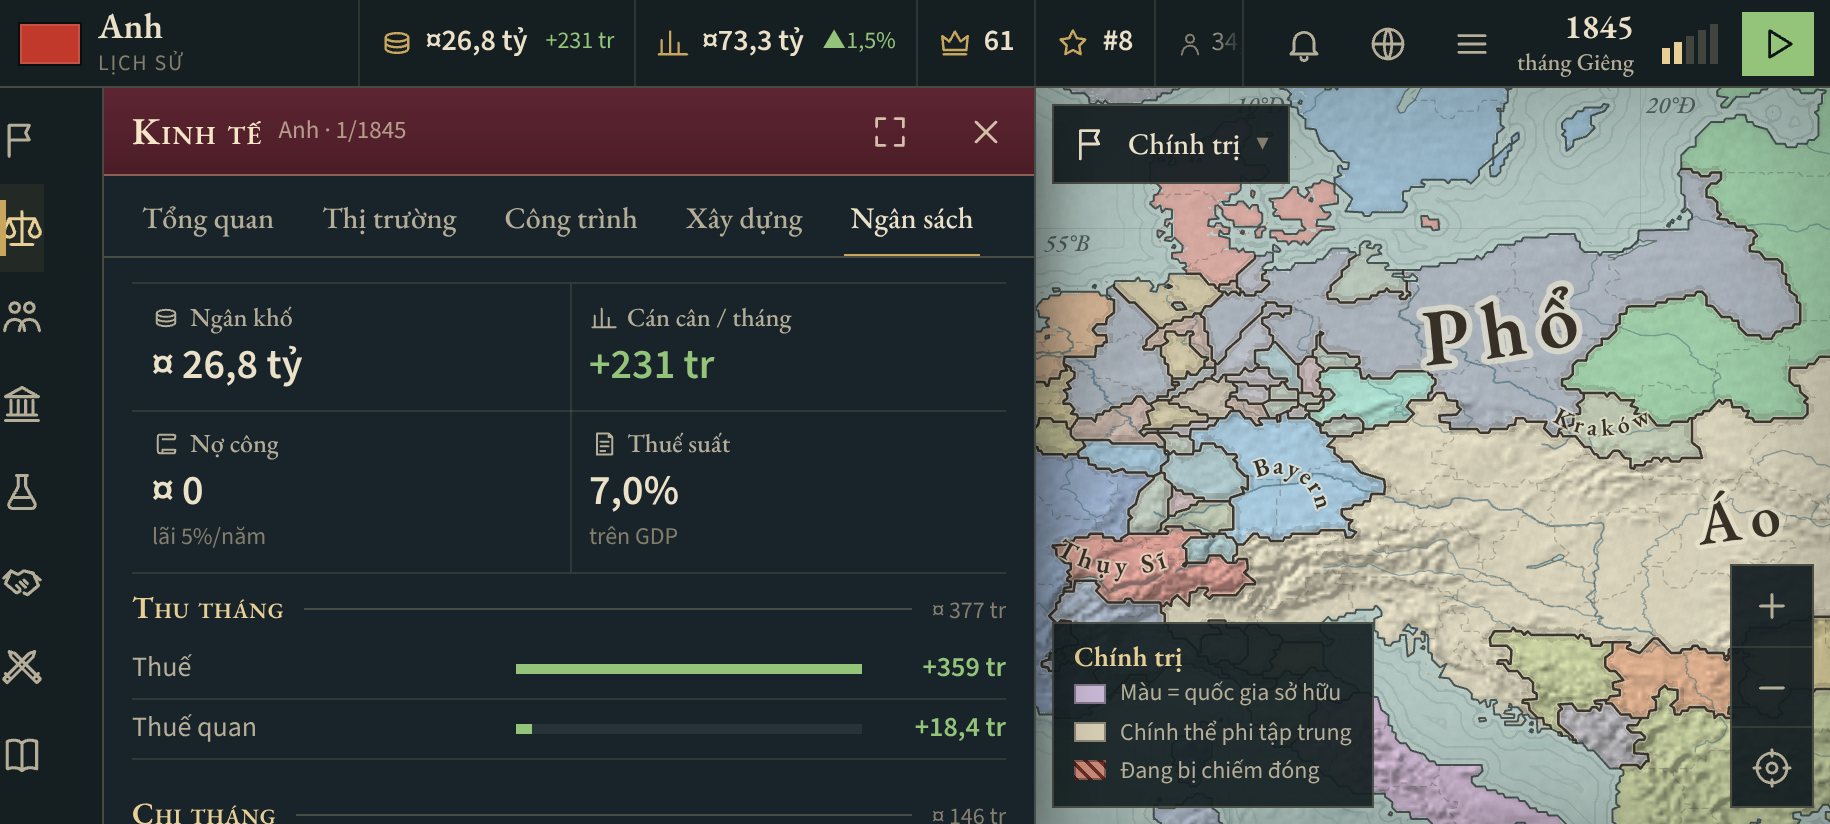 Anh
LỊCH SỬ
¤26,8 tỷ +231 tr
¤73,3 tỷ ▲1,5%
61
#8
34
1845
tháng Giêng
Kinh tế Anh · 1/1845
Tổng quan Thị trường Công trình Xây dựng Ngân sách
Ngân khố
¤ 26,8 tỷ
Cán cân / tháng
+231 tr
Nợ công
¤ 0
lãi 5%/năm
Thuế suất
7,0%
trên GDP
Thu tháng ¤ 377 tr
Thuế +359 tr
Thuế quan +18,4 tr
Chi tháng ¤ 146 tr
Chính trị ▼
10°Đ
20°Đ
55°B
Phổ
Kraków
Bayern
Áo
Thụy Sĩ
Chính trị
Màu = quốc gia sở hữu
Chính thể phi tập trung
Đang bị chiếm đóng